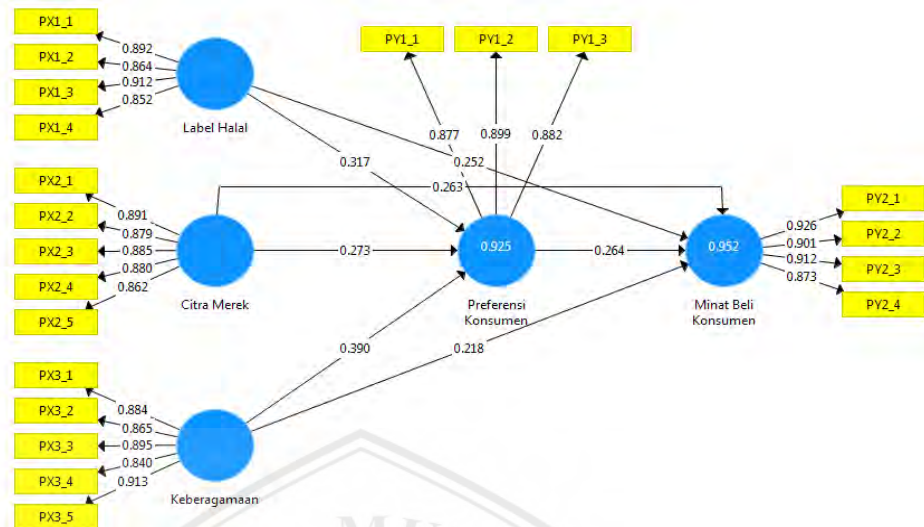 PX1_1
PX1_2
PX1_3
PX1_4
0.892
0.864
0.912
0.852
Label Halal
PY1_1
PY1_2
PY1_3
0.877
0.899
0.882
0.317
0.252
0.263
PX2_1
PX2_2
PX2_3
PX2_4
PX2_5
0.891
0.879
0.885
0.880
0.862
Citra Merek
0.273
0.925
Preferensi
Konsumen
0.264
0.952
Minat Beli
Konsumen
PY2_1
PY2_2
PY2_3
PY2_4
0.926
0.901
0.912
0.873
0.390
0.218
PX3_1
PX3_2
PX3_3
PX3_4
PX3_5
0.884
0.865
0.895
0.840
0.913
Keberagamaan